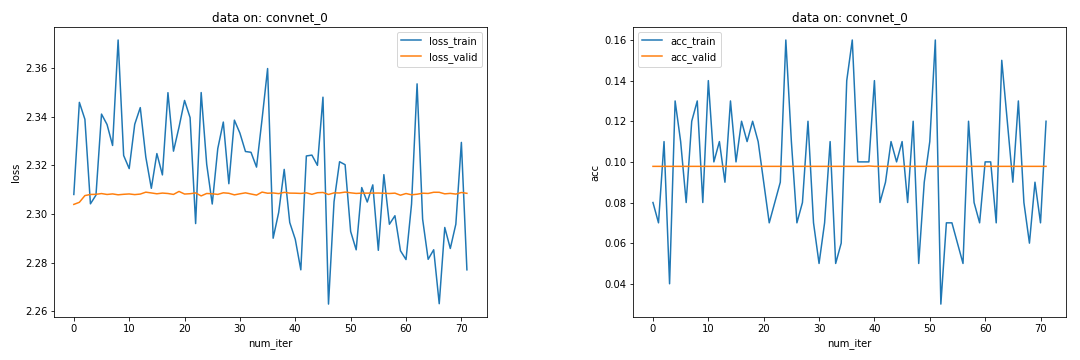 data on: convnet_0
loss_train
loss_valid
2.36
2.34
2.32
2.30
2.28
2.26
loss
0
10
20
30
40
50
60
70
num_iter
data on: convnet_0
acc_train
acc_valid
0.16
0.14
0.12
0.10
0.08
0.06
0.04
acc
0
10
20
30
40
50
60
70
num_iter